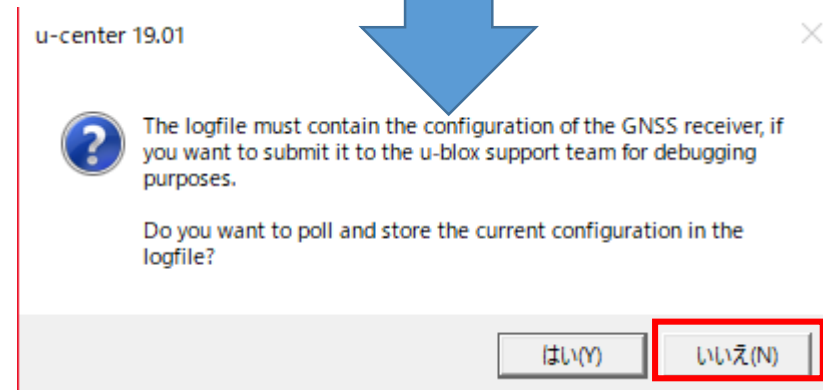 u-center 19.01
The logfile must contain the configuration of the GNSS receiver, if
you want to submit it to the u-blox support team for debugging
purposes.
Do you want to poll and store the current configuration in the
logfile?
はい(Y)
いいえ(N)